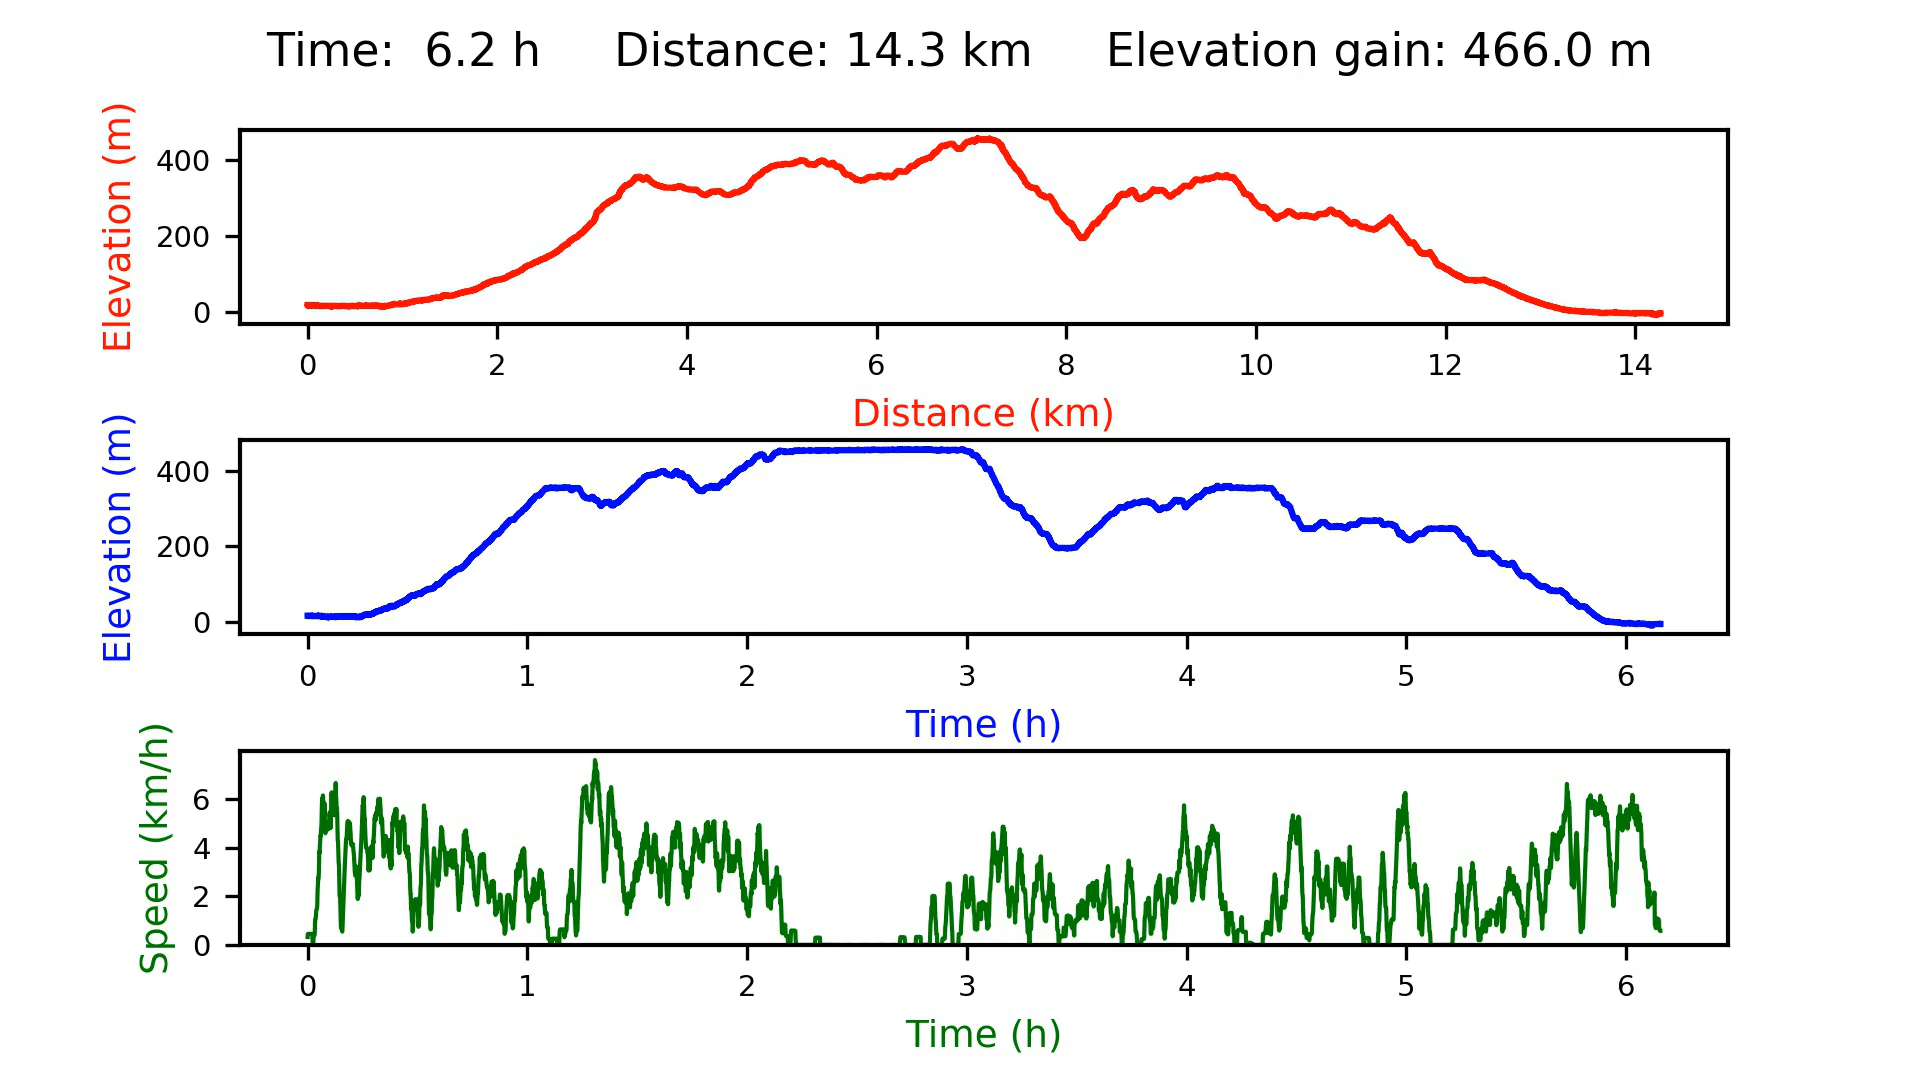 Time:  6.2 h     Distance: 14.3 km     Elevation gain: 466.0 m
Elevation (m)
400
200
0
0 2 4 6 8 10 12 14
Distance (km)
Elevation (m)
400
200
0
0 1 2 3 4 5 6
Time (h)
Speed (km/h)
6
4
2
0
0 1 2 3 4 5 6
Time (h)